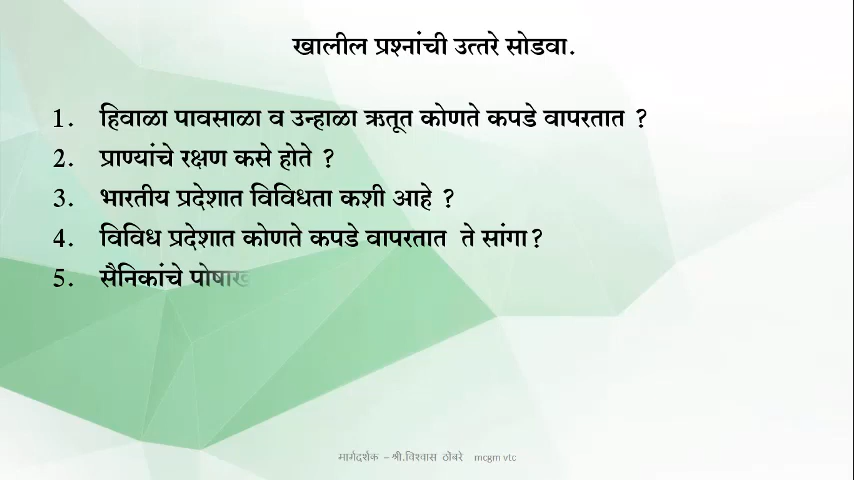 खालील प्रश्नांची उत्तरे सोडवा.
1. हिवाळा पावसाळा व उन्हाळा ऋतूत कोणते कपडे वापरतात ?
2. प्राण्यांचे रक्षण कसे होते ?
3. भारतीय प्रदेशात विविधता कशी आहे ?
4. विविध प्रदेशात कोणते कपडे वापरतात ते सांगा?
5. सैनिकांचे पोषाख
मार्गदर्शक – श्री.विश्वास ठोंबरे mcgm vtc